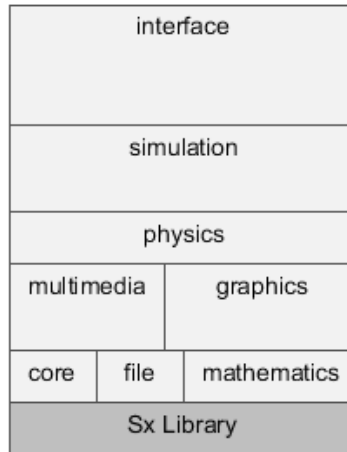 interface
simulation
physics
multimedia graphics
core file mathematics
Sx Library